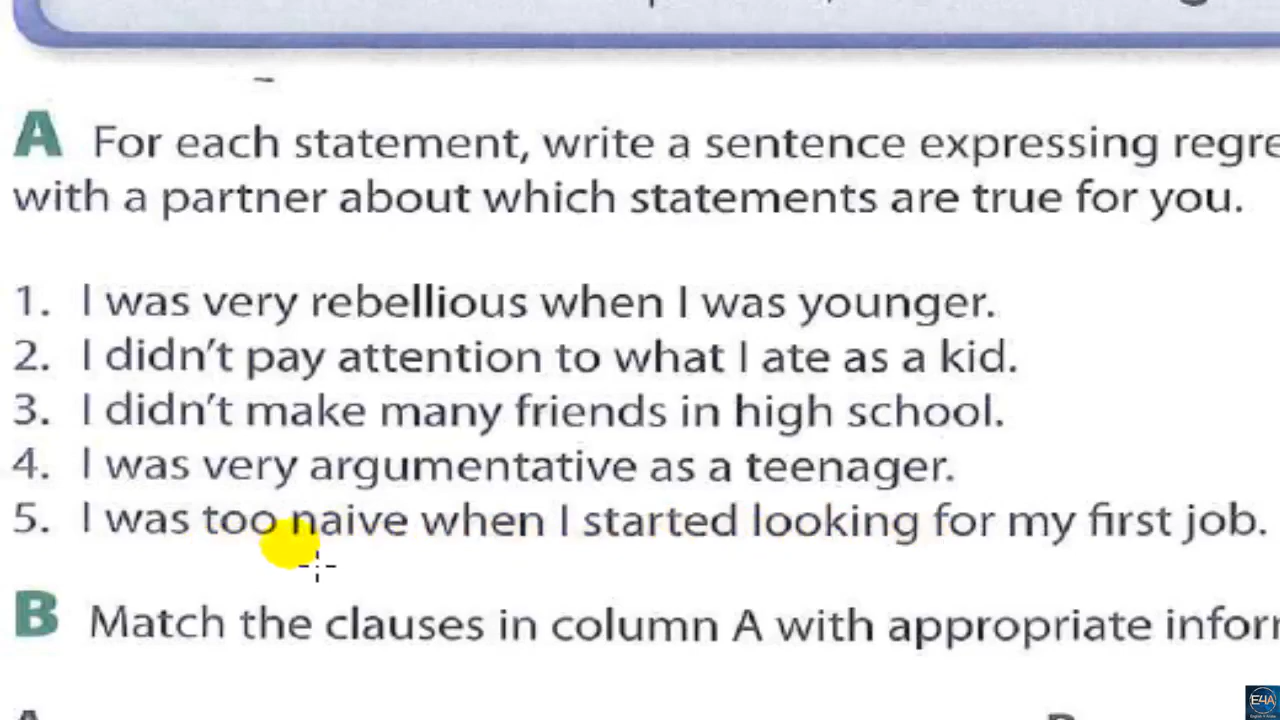 A For each statement, write a sentence expressing
with a partner about which statements are true for you.
1. I was very rebellious when I was younger.
2. I didn't pay attention to what I ate as a kid.
3. I didn't make many friends in high school.
4. I was very argumentative as a teenager.
5. I was too naive when I started looking for my first job.
B Match the clauses in column A with appropriate
E4A